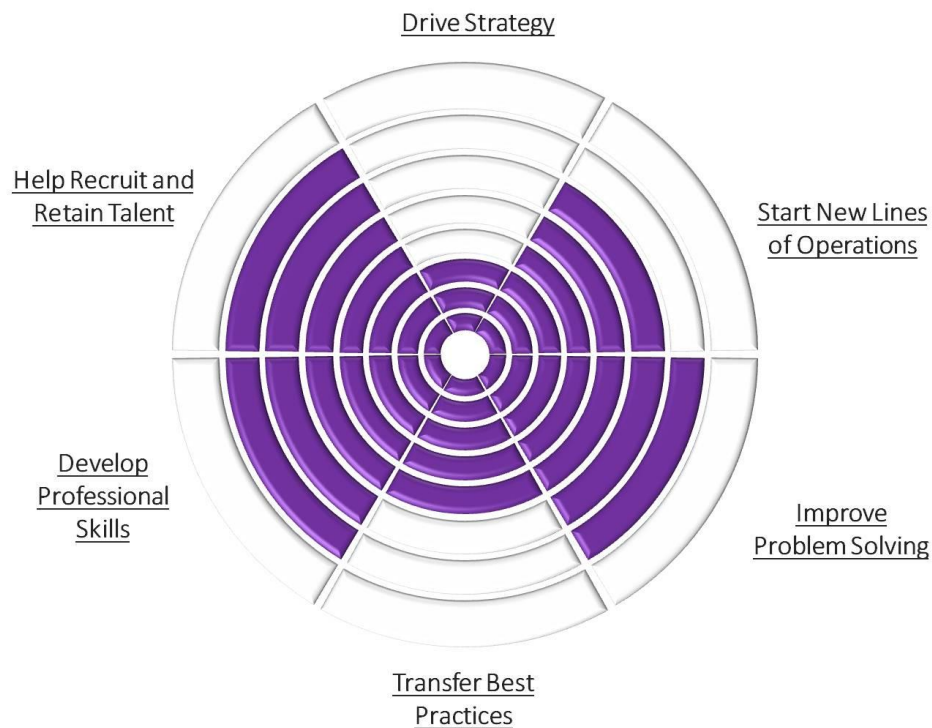 Drive Strategy
Help Recruit and
Retain Talent
Start New Lines
of Operations
Develop
Professional
Skills
Improve
Problem Solving
Transfer Best
Practices